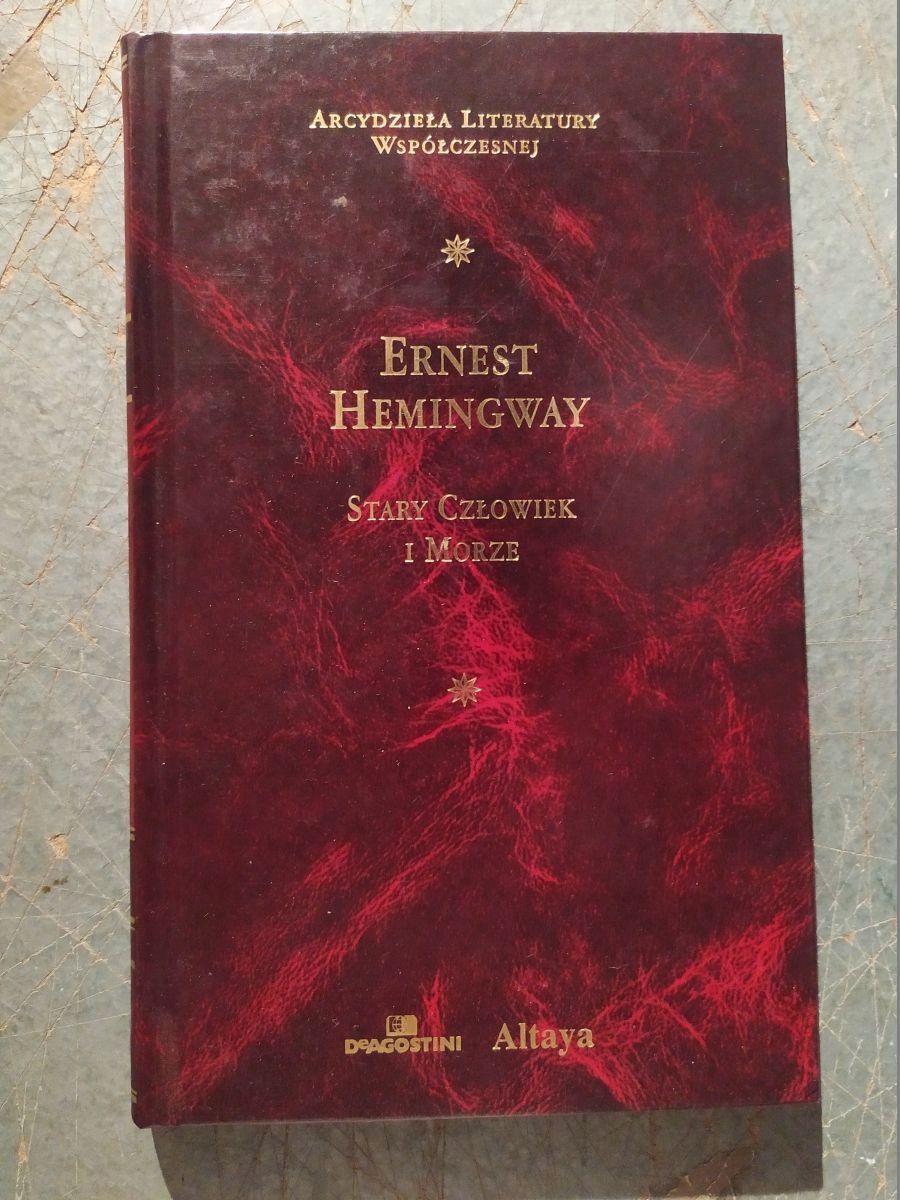 Arcydzieła Literatury
Współczesnej
Ernest
Hemingway
Stary Człowiek
i Morze
DeAGOSTINI Altaya